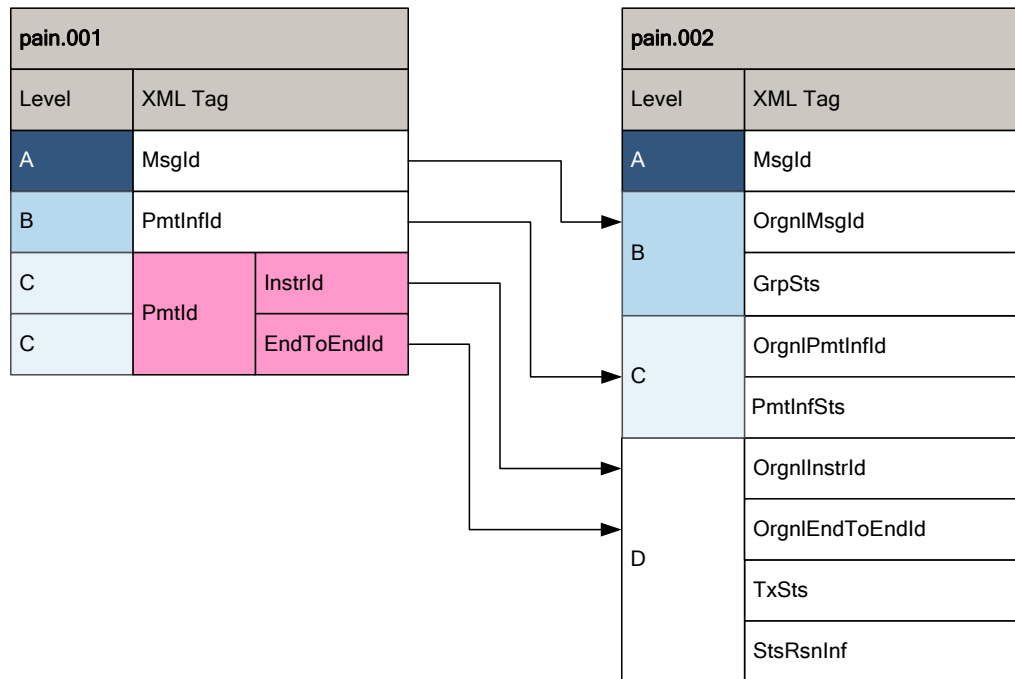 pain.001
Level XML Tag
A MsgId
B PmtInfId
C PmtId InstrId
C EndToEndId
pain.002
Level XML Tag
A MsgId
B OrgnlMsgId
GrpSts
C OrgnlPmtInfId
PmtInfSts
D OrgnlInstrId
OrgnlEndToEndId
TxSts
StsRsnInf